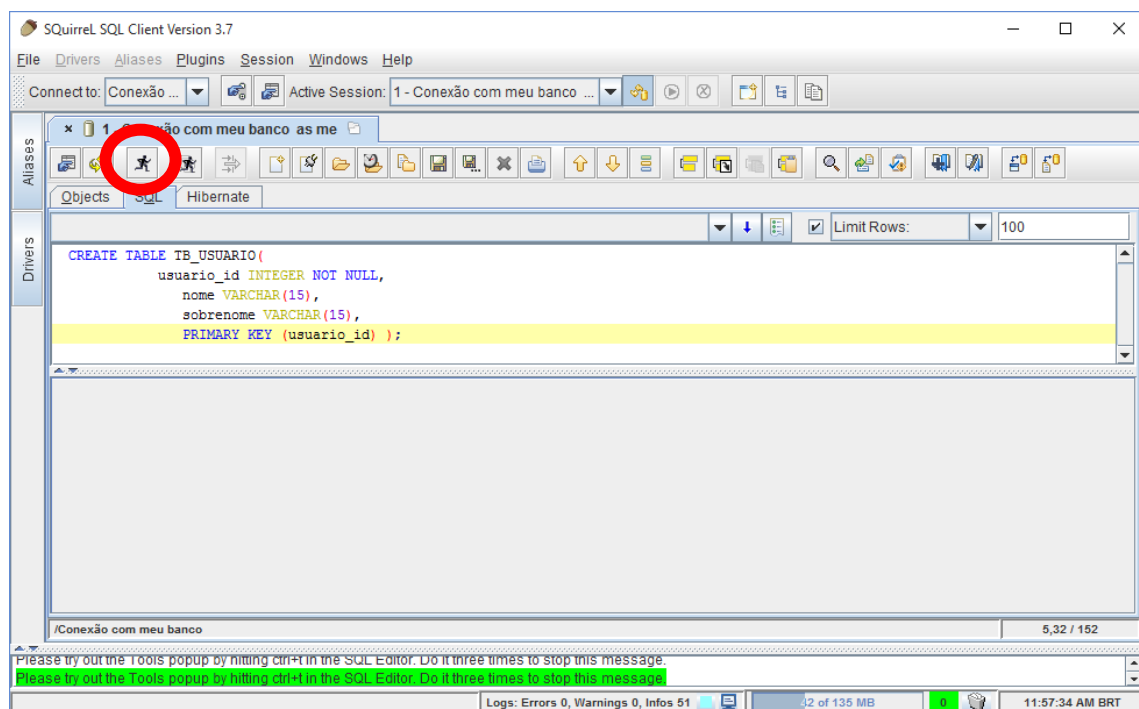 SQuirreL SQL Client Version 3.7
File Drivers Aliases Plugins Session Windows Help
Connect to: Conexão ... Active Session: 1 - Conexão com meu banco ...
1 - Conexão com meu banco as me
Aliases
Drivers
Objects SQL Hibernate
Limit Rows: 100
CREATE TABLE TB_USUARIO(
usuario_id INTEGER NOT NULL,
nome VARCHAR(15),
sobrenome VARCHAR(15),
PRIMARY KEY (usuario_id) );
/Conexão com meu banco 5,32 / 152
Please try out the Tools popup by hitting ctrl+t in the SQL Editor. Do it three times to stop this message.
Please try out the Tools popup by hitting ctrl+t in the SQL Editor. Do it three times to stop this message.
Logs: Errors 0, Warnings 0, Infos 51 of 135 MB 0 11:57:34 AM BRT